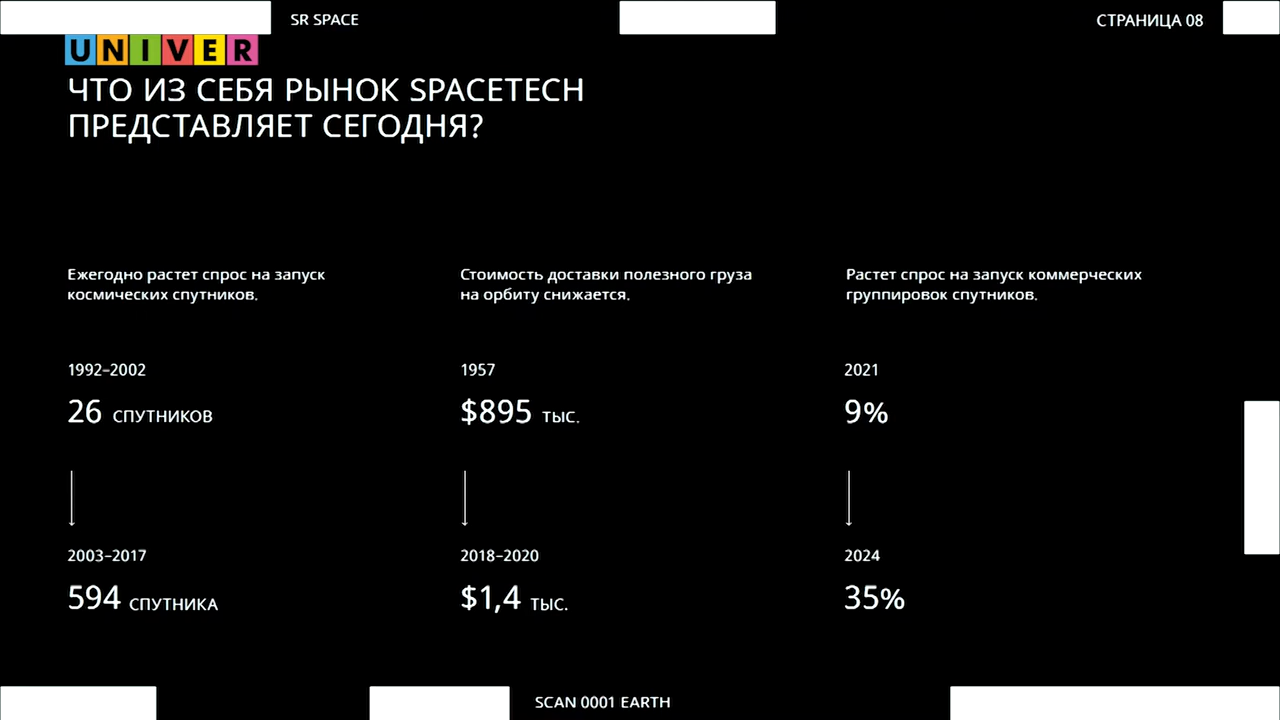 SR SPACE
СТРАНИЦА 08
UNIVER
ЧТО ИЗ СЕБЯ РЫНОК SPACETECH
ПРЕДСТАВЛЯЕТ СЕГОДНЯ?
Ежегодно растет спрос на запуск
космических спутников.
1992–2002
26 СПУТНИКОВ
2003–2017
594 СПУТНИКА
Стоимость доставки полезного груза
на орбиту снижается.
1957
$895 ТЫС.
2018–2020
$1,4 ТЫС.
Растет спрос на запуск коммерческих
группировок спутников.
2021
9%
2024
35%
SCAN 0001 EARTH